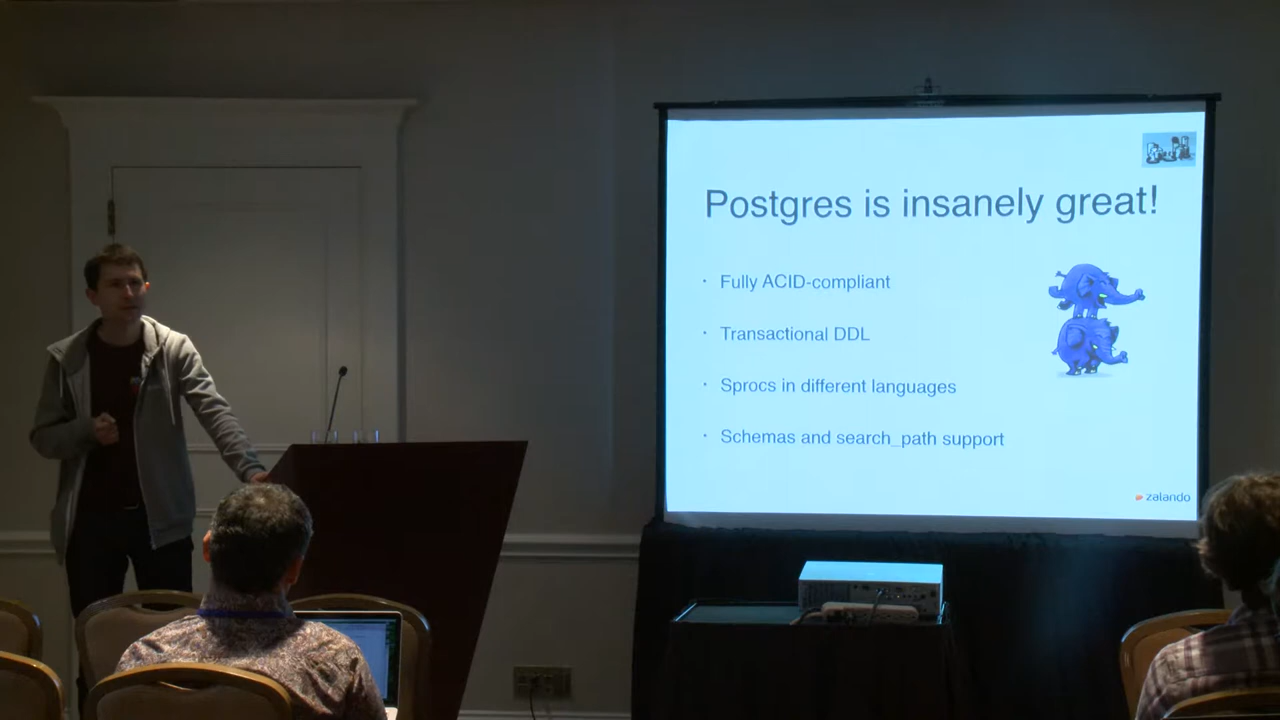 Postgres is insanely great!
· Fully ACID-compliant
· Transactional DDL
· Sprocs in different languages
· Schemas and search_path support
zalando